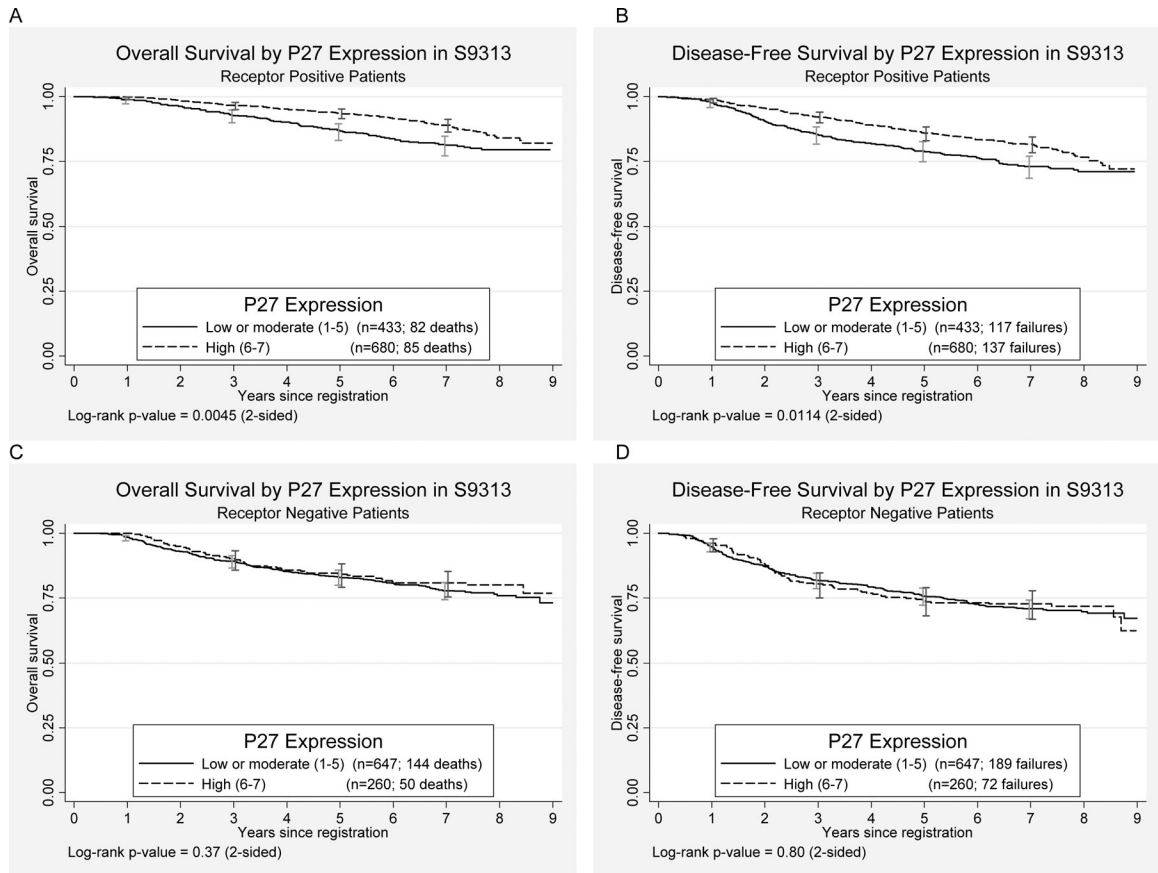 A
Overall Survival by P27 Expression in S9313
Receptor Positive Patients
1.00
0.75
0.50
0.25
0.00
Overall survival
P27 Expression
Low or moderate (1-5) (n=433; 82 deaths)
High (6-7) (n=680; 85 deaths)
0 1 2 3 4 5 6 7 8 9
Years since registration
Log-rank p-value = 0.0045 (2-sided)
B
Disease-Free Survival by P27 Expression in S9313
Receptor Positive Patients
1.00
0.75
0.50
0.25
0.00
Disease-free survival
P27 Expression
Low or moderate (1-5) (n=433; 117 failures)
High (6-7) (n=680; 137 failures)
0 1 2 3 4 5 6 7 8 9
Years since registration
Log-rank p-value = 0.0114 (2-sided)
C
Overall Survival by P27 Expression in S9313
Receptor Negative Patients
1.00
0.75
0.50
0.25
0.00
Overall survival
P27 Expression
Low or moderate (1-5) (n=647; 144 deaths)
High (6-7) (n=260; 50 deaths)
0 1 2 3 4 5 6 7 8 9
Years since registration
Log-rank p-value = 0.37 (2-sided)
D
Disease-Free Survival by P27 Expression in S9313
Receptor Negative Patients
1.00
0.75
0.50
0.25
0.00
Disease-free survival
P27 Expression
Low or moderate (1-5) (n=647; 189 failures)
High (6-7) (n=260; 72 failures)
0 1 2 3 4 5 6 7 8 9
Years since registration
Log-rank p-value = 0.80 (2-sided)